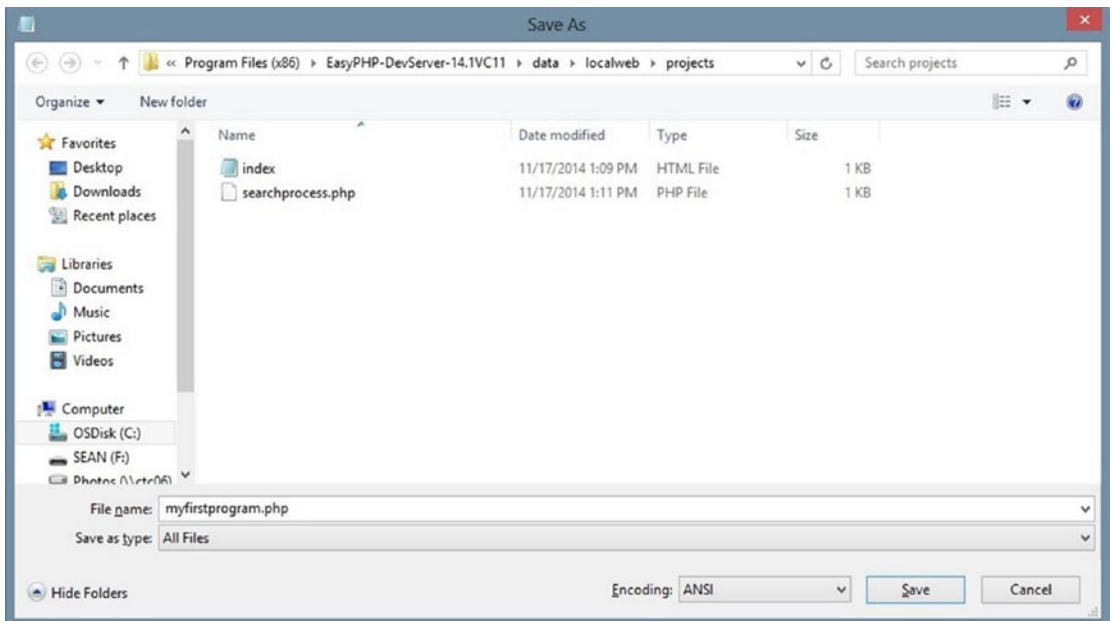 Save As
« Program Files (x86) ▸ EasyPHP-DevServer-14.1VC11 ▸ data ▸ localweb ▸ projects
Search projects
Organize
New folder
Favorites
Desktop
Downloads
Recent places
Libraries
Documents
Music
Pictures
Videos
Computer
OSDisk (C:)
SEAN (F:)
Photos (\\ctc06)
Name Date modified Type Size
index 11/17/2014 1:09 PM HTML File 1 KB
searchprocess.php 11/17/2014 1:11 PM PHP File 1 KB
File name: myfirstprogram.php
Save as type: All Files
Hide Folders
Encoding: ANSI
Save
Cancel